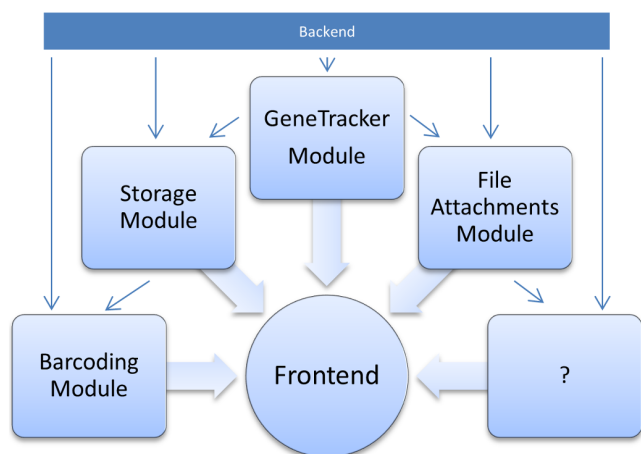 Backend
GeneTracker
Module
Storage
Module
File
Attachments
Module
Barcoding
Module
Frontend
?